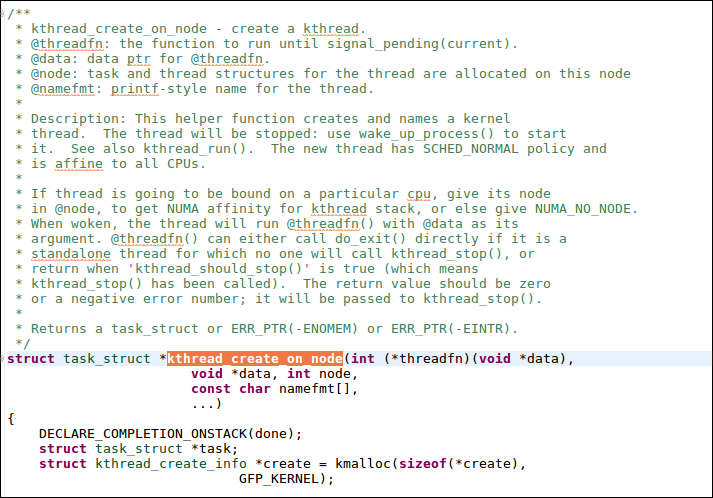 /**
 * kthread_create_on_node - create a kthread.
 * @threadfn: the function to run until signal_pending(current).
 * @data: data ptr for @threadfn.
 * @node: task and thread structures for the thread are allocated on this node
 * @namefmt: printf-style name for the thread.
 *
 * Description: This helper function creates and names a kernel
 * thread.  The thread will be stopped: use wake_up_process() to start
 * it.  See also kthread_run().  The new thread has SCHED_NORMAL policy and
 * is affine to all CPUs.
 *
 * If thread is going to be bound on a particular cpu, give its node
 * in @node, to get NUMA affinity for kthread stack, or else give NUMA_NO_NODE.
 * When woken, the thread will run @threadfn() with @data as its
 * argument. @threadfn() can either call do_exit() directly if it is a
 * standalone thread for which no one will call kthread_stop(), or
 * return when 'kthread_should_stop()' is true (which means
 * kthread_stop() has been called).  The return value should be zero
 * or a negative error number; it will be passed to kthread_stop().
 *
 * Returns a task_struct or ERR_PTR(-ENOMEM) or ERR_PTR(-EINTR).
 */
struct task_struct *kthread_create_on_node(int (*threadfn)(void *data),
                       void *data, int node,
                       const char namefmt[],
                       ...)
{
    DECLARE_COMPLETION_ONSTACK(done);
    struct task_struct *task;
    struct kthread_create_info *create = kmalloc(sizeof(*create),
                             GFP_KERNEL);